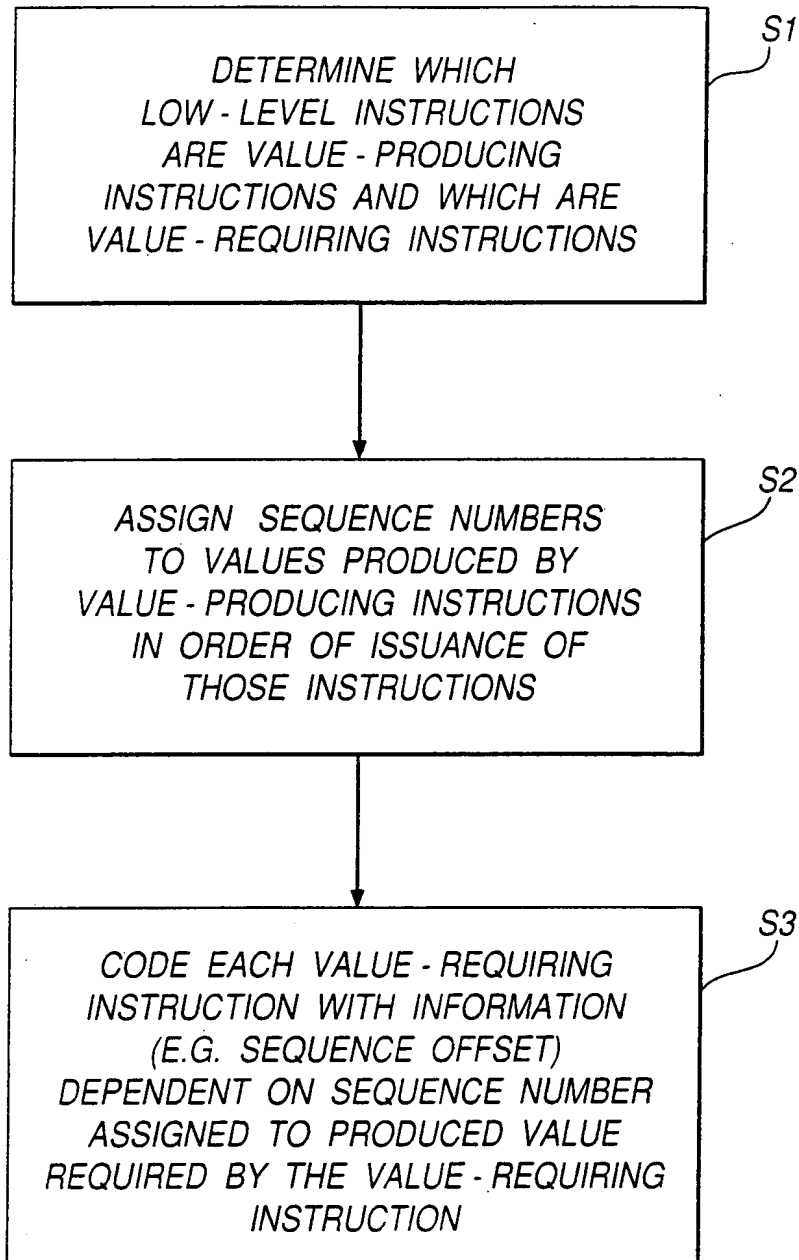 S1
DETERMINE WHICH
LOW - LEVEL INSTRUCTIONS
ARE VALUE - PRODUCING
INSTRUCTIONS AND WHICH ARE
VALUE - REQUIRING INSTRUCTIONS
S2
ASSIGN SEQUENCE NUMBERS
TO VALUES PRODUCED BY
VALUE - PRODUCING INSTRUCTIONS
IN ORDER OF ISSUANCE OF
THOSE INSTRUCTIONS
S3
CODE EACH VALUE - REQUIRING
INSTRUCTION WITH INFORMATION
(E.G. SEQUENCE OFFSET)
DEPENDENT ON SEQUENCE NUMBER
ASSIGNED TO PRODUCED VALUE
REQUIRED BY THE VALUE - REQUIRING
INSTRUCTION